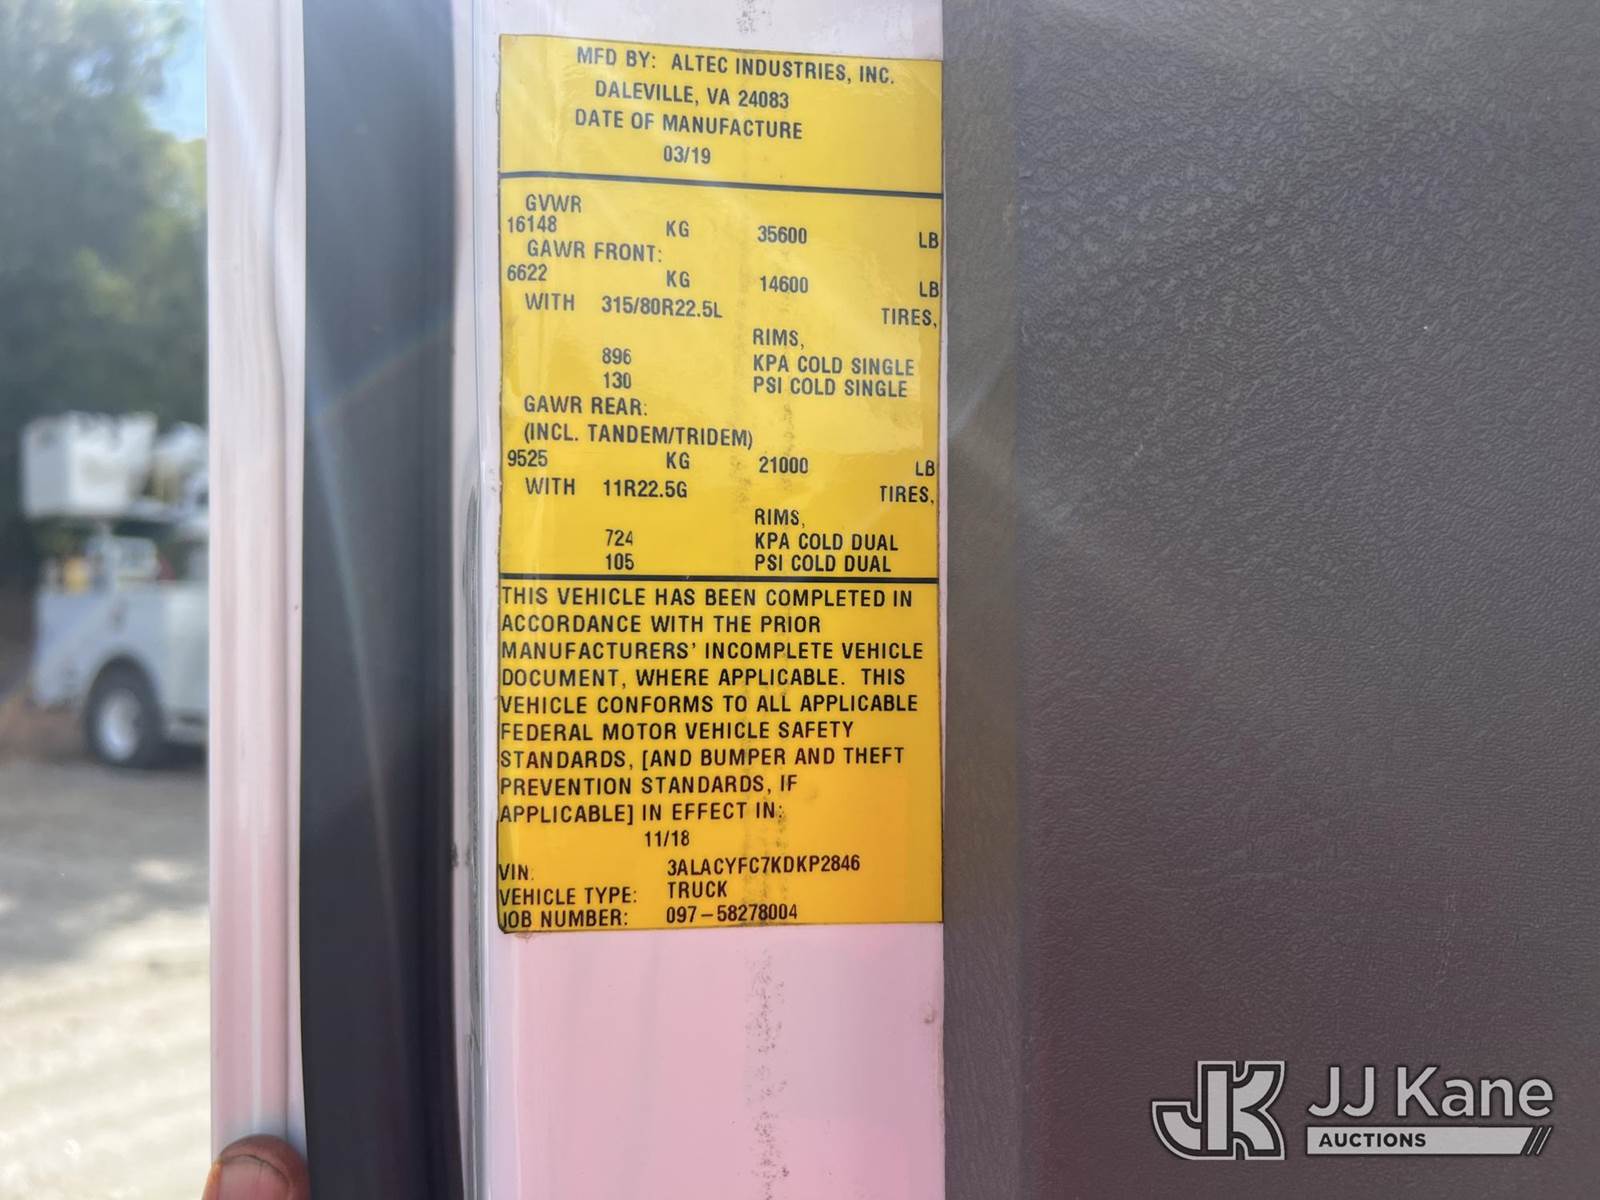 MFD BY: ALTEC INDUSTRIES, INC.
DALEVILLE, VA 24083
DATE OF MANUFACTURE
03/19
GVWR
16148 KG 35600 LB
GAWR FRONT:
6622 KG 14600 LB
WITH 315/80R22.5L TIRES,
RIMS,
896 KPA COLD SINGLE
130 PSI COLD SINGLE
GAWR REAR:
(INCL. TANDEM/TRIDEM)
9525 KG 21000 LB
WITH 11R22.5G TIRES,
RIMS,
724 KPA COLD DUAL
105 PSI COLD DUAL
THIS VEHICLE HAS BEEN COMPLETED IN
ACCORDANCE WITH THE PRIOR
MANUFACTURERS' INCOMPLETE VEHICLE
DOCUMENT, WHERE APPLICABLE. THIS
VEHICLE CONFORMS TO ALL APPLICABLE
FEDERAL MOTOR VEHICLE SAFETY
STANDARDS, [AND BUMPER AND THEFT
PREVENTION STANDARDS, IF
APPLICABLE] IN EFFECT IN:
11/18
VIN: 3ALACYFC7KDKP2846
VEHICLE TYPE: TRUCK
JOB NUMBER: 097-58278004
JK JJ Kane
AUCTIONS